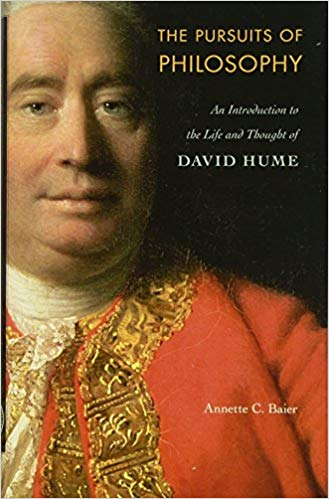 THE PURSUITS OF
PHILOSOPHY
An Introduction to
the Life and Thought of
DAVID HUME
Annette C. Baier